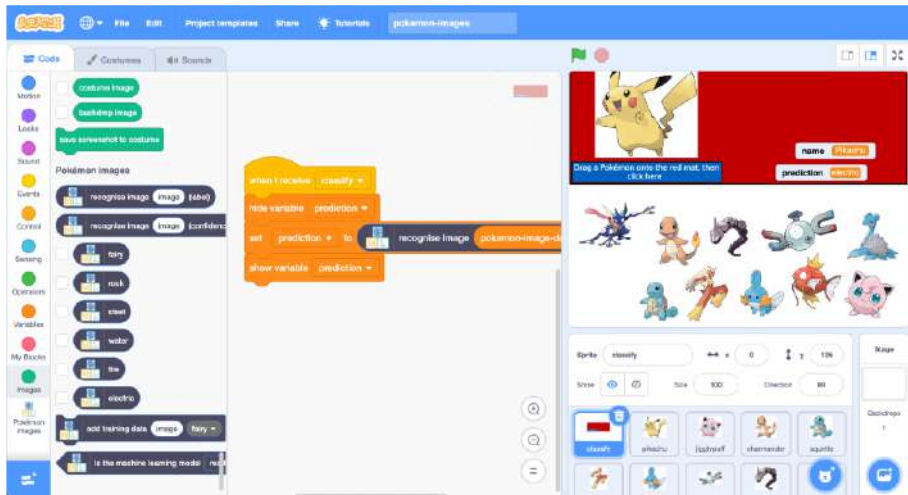 SCRATCH
File Edit Project templates Share Tutorials pokemon-images
Code Costumes Sounds
Motion
Looks
Sound
Events
Control
Sensing
Operators
Variables
My Blocks
Images
Pokémon images
costume image
backdrop image
save screenshot to costume
Pokémon images
recognise image image (label)
recognise image image (confidenc
fairy
rock
steel
water
fire
electric
add training data image fairy
Is the machine learning model
when I receive classify
hide variable prediction
set prediction to recognise image pokemon-image-d
show variable prediction
name Pikachu
prediction electric
Drag a Pokémon onto the red mat, then
click here
Sprite classify x 0 y 136
Show Size 100 Direction 90
classify pikachu jigglypuff charmander squirtle
Stage
Backdrops
1